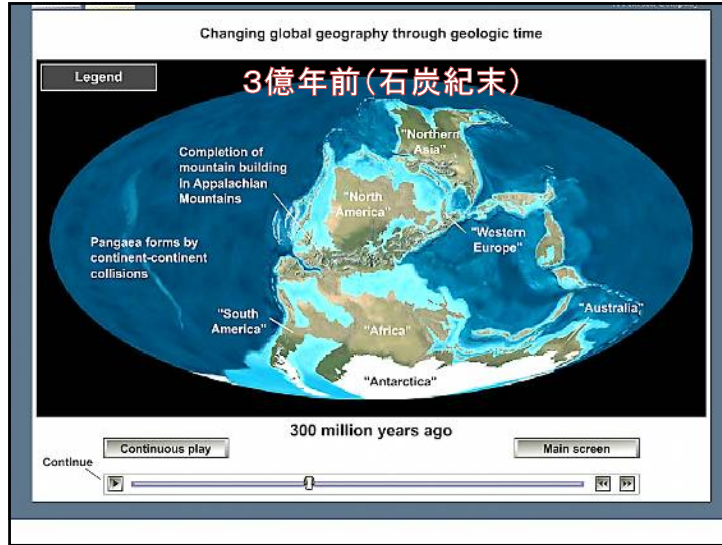 Changing global geography through geologic time
Legend
3億年前(石炭紀末)
"Northern
Asia"
Completion of
mountain building
in Appalachian
Mountains
"North
America"
"Western
Europe"
Pangaea forms by
continent-continent
collisions
"South
America"
"Africa"
"Australia"
"Antarctica"
300 million years ago
Continuous play
Main screen
Continue